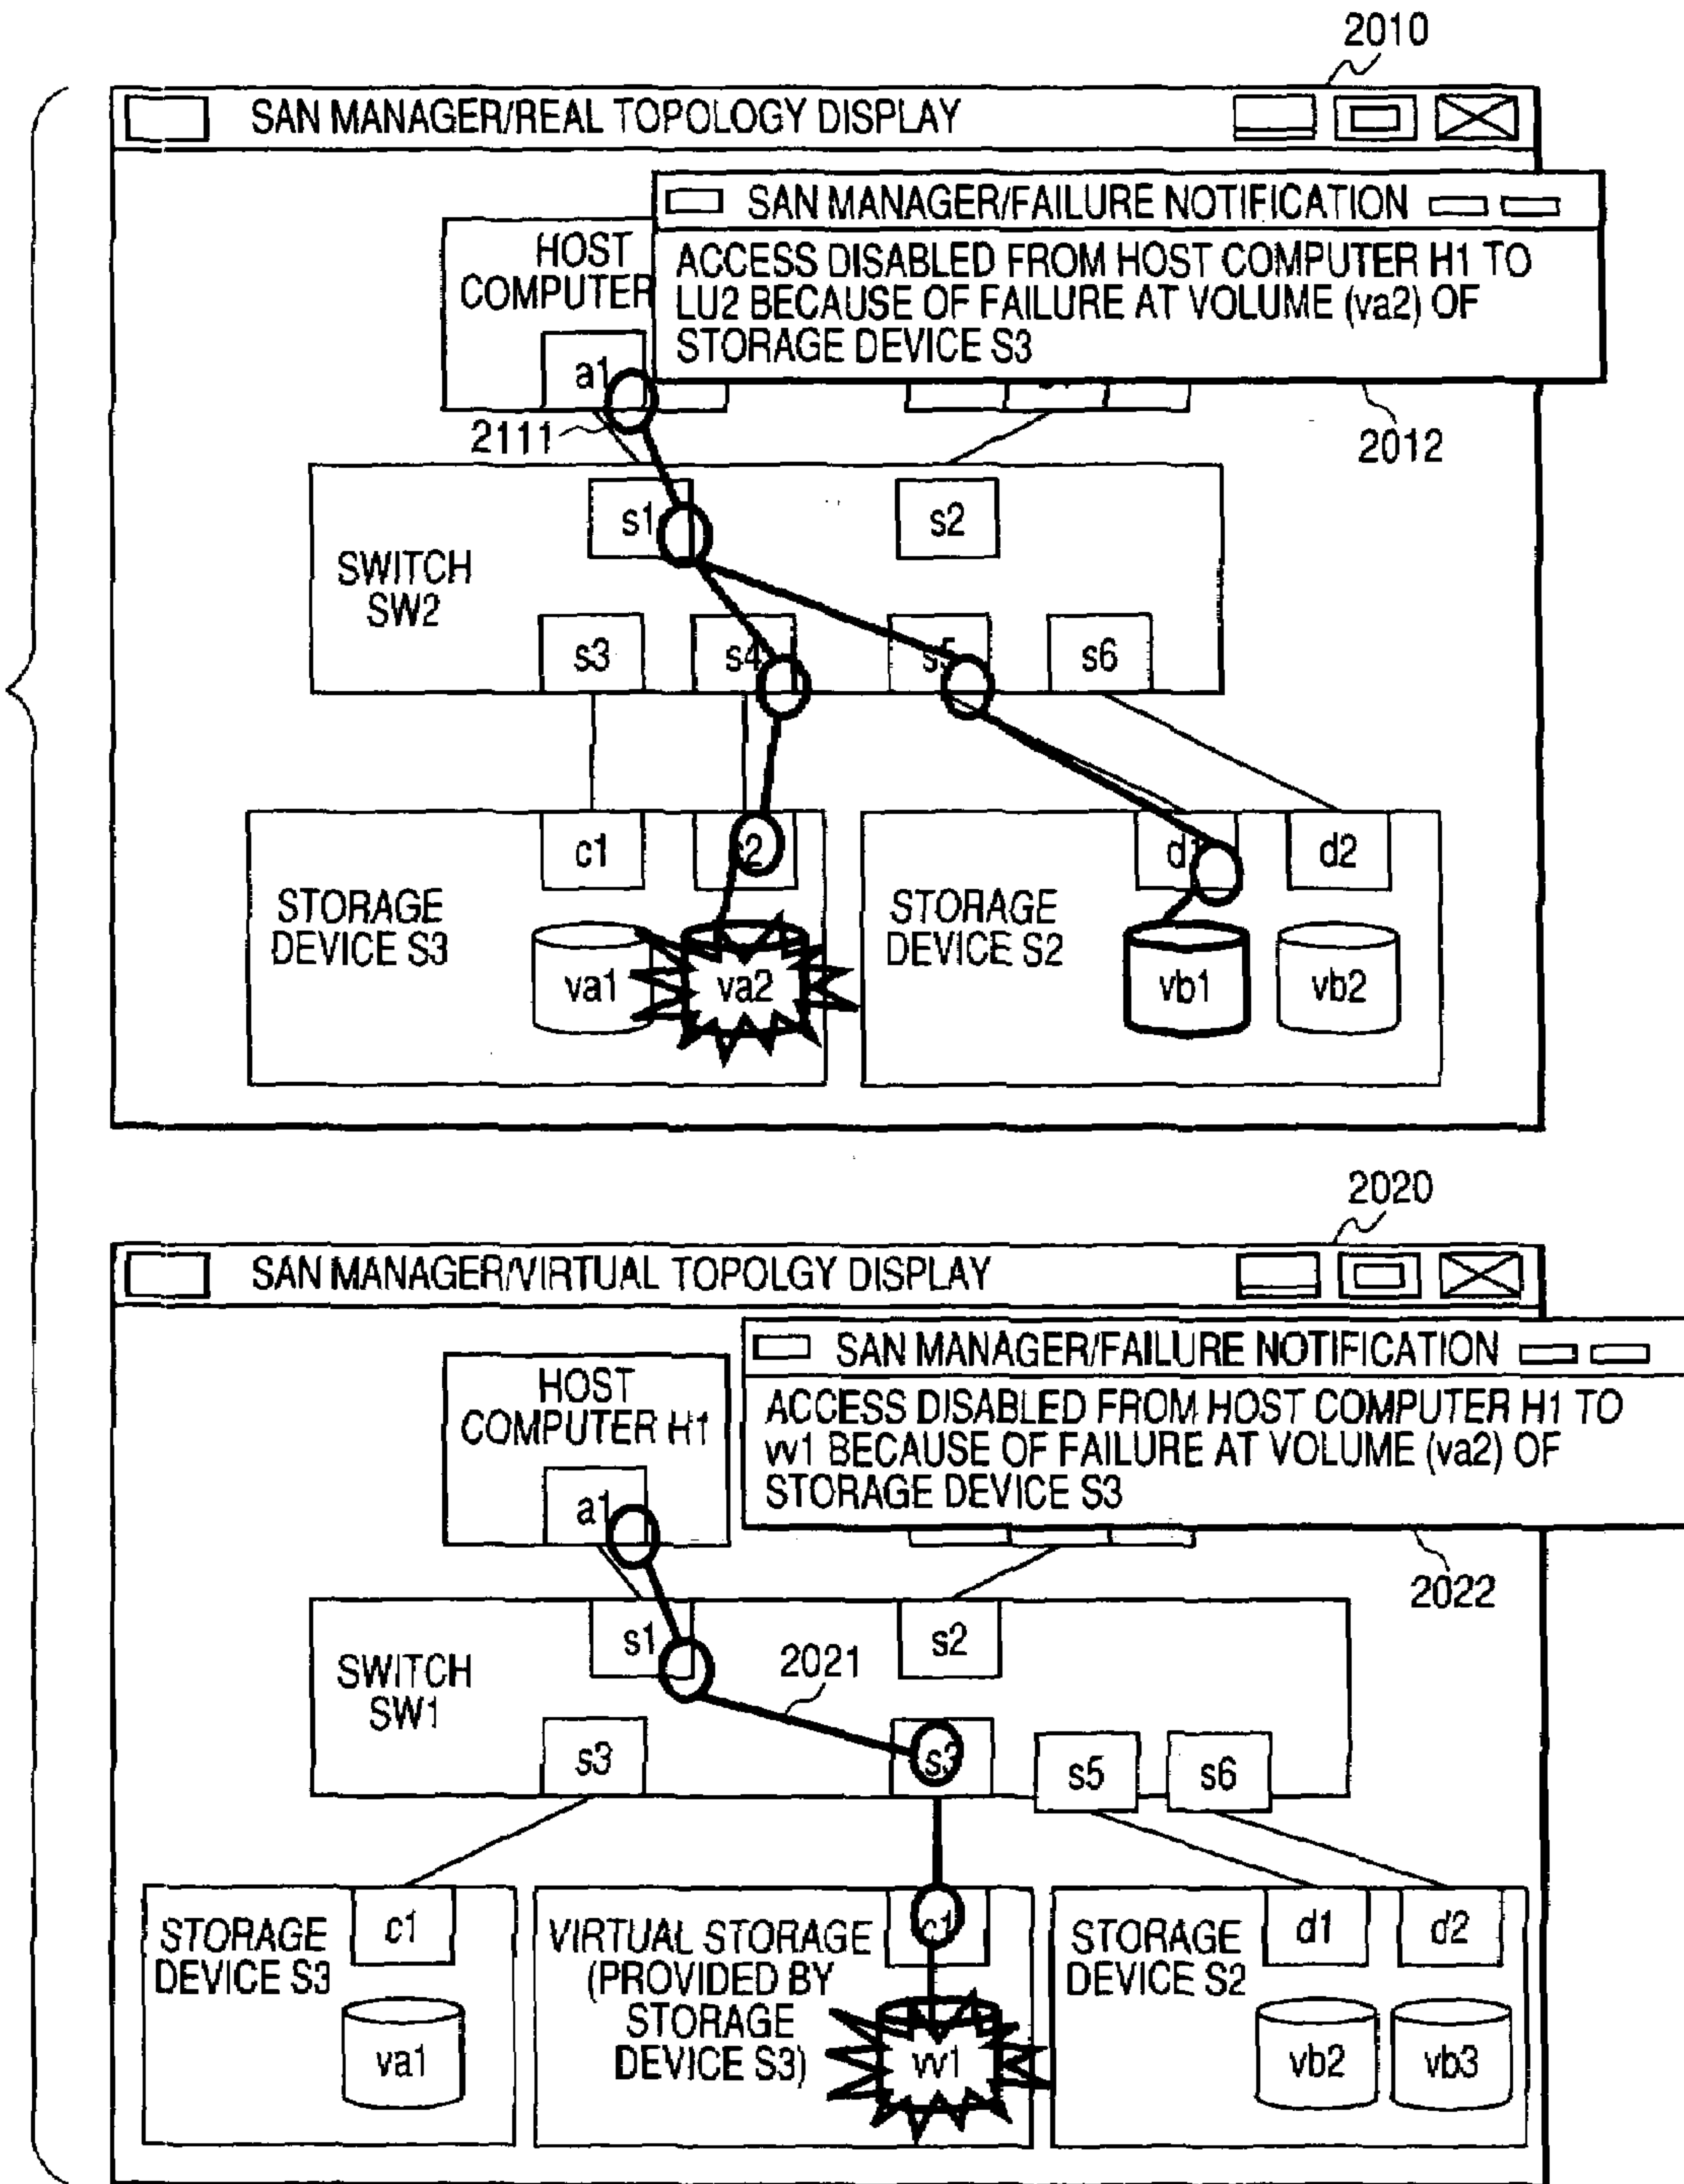 2010
SAN MANAGER/REAL TOPOLOGY DISPLAY
SAN MANAGER/FAILURE NOTIFICATION
HOST
COMPUTER
ACCESS DISABLED FROM HOST COMPUTER H1 TO
LU2 BECAUSE OF FAILURE AT VOLUME (va2) OF
STORAGE DEVICE S3
a1
2111
2012
s1
s2
SWITCH
SW2
s3
s4
s5
s6
c1
2
d1
d2
STORAGE
DEVICE S3
STORAGE
DEVICE S2
va1
va2
vb1
vb2
2020
SAN MANAGER/VIRTUAL TOPOLGY DISPLAY
SAN MANAGER/FAILURE NOTIFICATION
HOST
COMPUTER H1
ACCESS DISABLED FROM HOST COMPUTER H1 TO
vv1 BECAUSE OF FAILURE AT VOLUME (va2) OF
STORAGE DEVICE S3
a1
2022
s1
s2
2021
SWITCH
SW1
s3
s3
s5
s6
STORAGE
DEVICE S3
c1
VIRTUAL STORAGE
(PROVIDED BY
STORAGE
DEVICE S3)
c1
STORAGE
DEVICE S2
d1
d2
va1
vv1
vb2
vb3